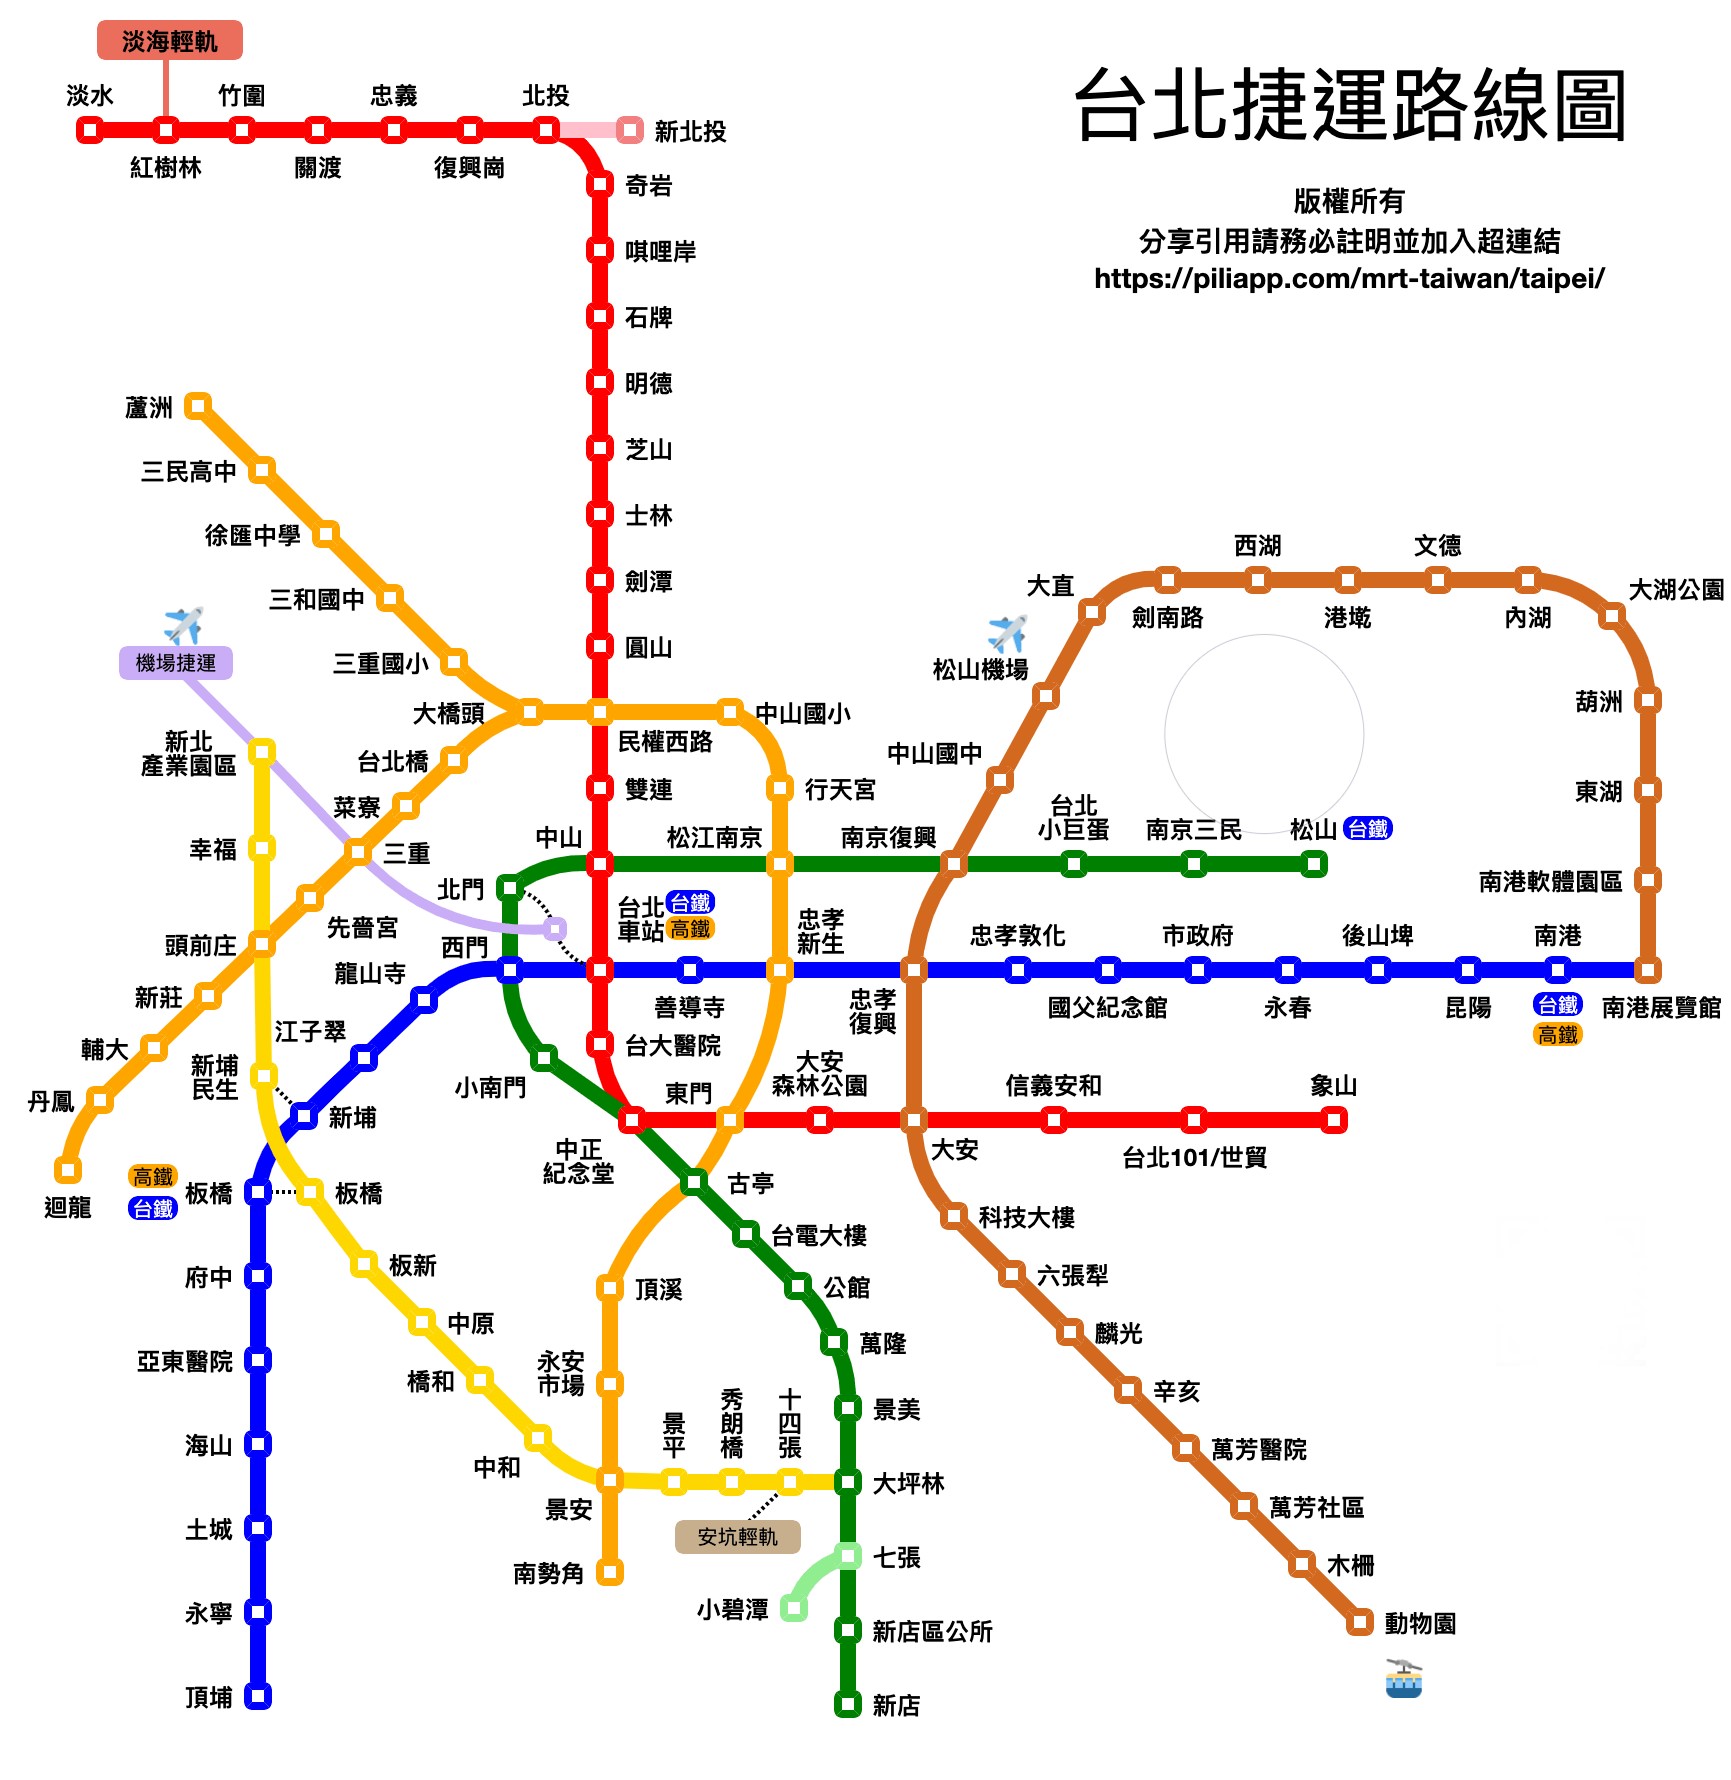 淡海輕軌
台北捷運路線圖
版權所有
分享引用請務必註明並加入超連結
https://piliapp.com/mrt-taiwan/taipei/
淡水
竹圍
忠義
北投
新北投
紅樹林
關渡
復興崗
奇岩
唭哩岸
石牌
明德
芝山
士林
劍潭
圓山
蘆洲
三民高中
徐匯中學
三和國中
三重國小
大橋頭
機場捷運
中山國小
民權西路
新北
產業園區
台北橋
菜寮
三重
雙連
行天宮
幸福
中山
松江南京
南京復興
台北
小巨蛋
南京三民
松山
台鐵
北門
先嗇宮
台北
車站
台鐵
高鐵
忠孝
新生
頭前庄
西門
龍山寺
新莊
輔大
丹鳳
迴龍
江子翠
新埔
民生
新埔
善導寺
忠孝
復興
忠孝敦化
國父紀念館
市政府
永春
後山埤
昆陽
南港
台鐵
高鐵
南港展覽館
西湖
文德
大直
劍南路
港墘
內湖
大湖公園
松山機場
中山國中
葫洲
東湖
南港軟體園區
台大醫院
小南門
東門
大安
森林公園
信義安和
象山
中正
紀念堂
大安
台北101/世貿
高鐵
台鐵
板橋
板橋
古亭
科技大樓
台電大樓
六張犁
府中
板新
頂溪
公館
中原
麟光
萬隆
亞東醫院
橋和
永安
市場
辛亥
景平
秀朗橋
十四張
景美
海山
中和
萬芳醫院
景安
大坪林
萬芳社區
土城
安坑輕軌
南勢角
七張
木柵
永寧
小碧潭
新店區公所
動物園
頂埔
新店